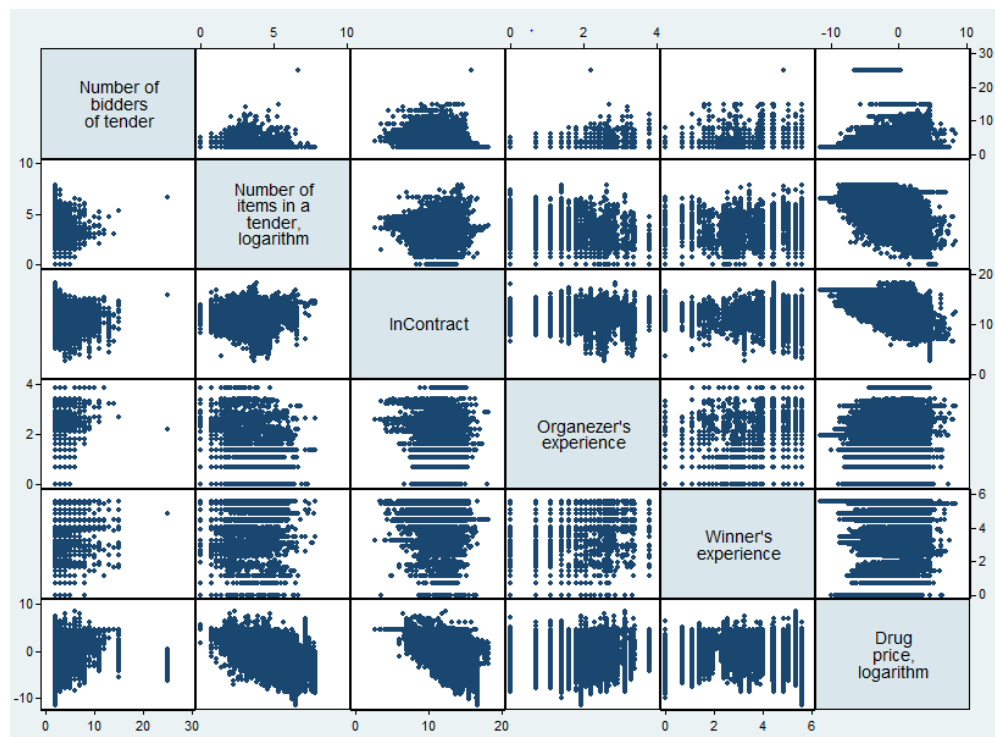 0 5 10 0 2 4 -10 0 10
Number of
bidders
of tender
30
20
10
0
10
5
0
Number of
items in a
tender,
logarithm
InContract
20
10
0
4
2
0
Organezer's
experience
Winner's
experience
6
4
2
0
10
0
-10
Drug
price,
logarithm
0 10 20 30 0 10 20 0 2 4 6